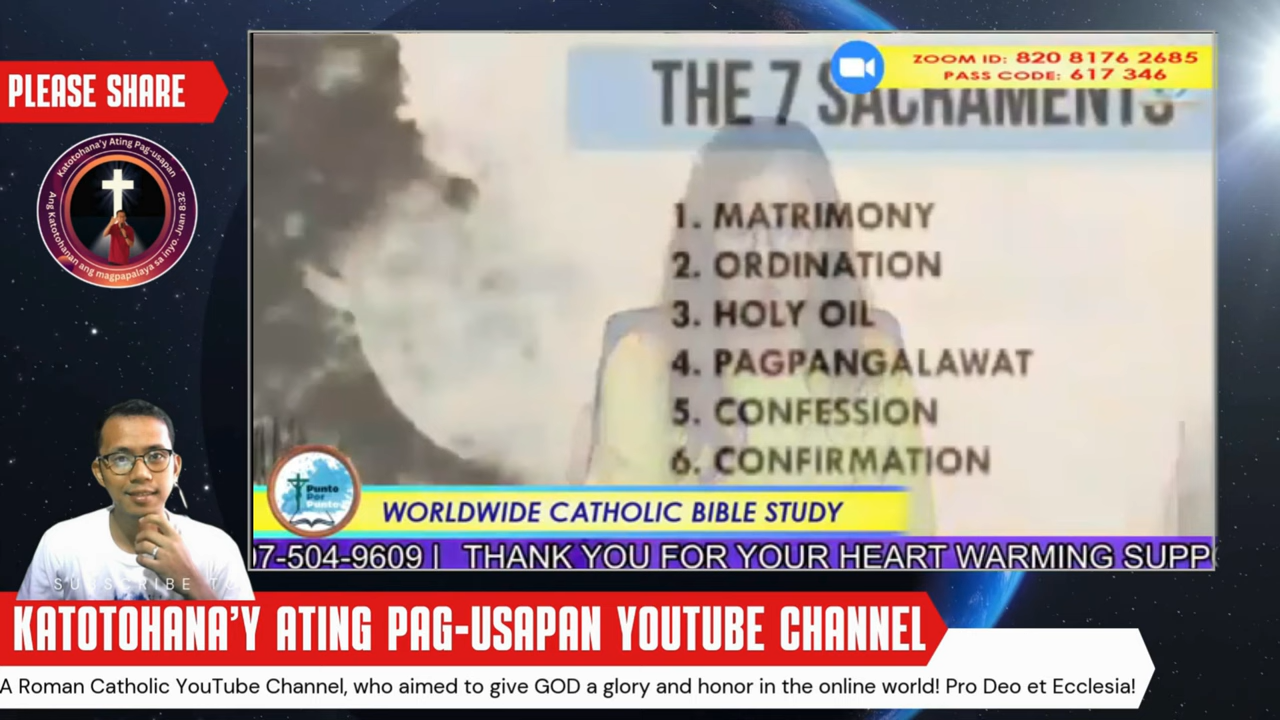 PLEASE SHARE
Katotohana'y Ating Pag-usapan
Ang Katotohanan ang magpapalaya sa inyo. Juan 8:32
ZOOM ID: 820 8176 2685
PASS CODE: 617 346
THE 7 SACRAMENTS
1. MATRIMONY
2. ORDINATION
3. HOLY OIL
4. PAGPANGALAWAT
5. CONFESSION
6. CONFIRMATION
Punto
Por
Punto
WORLDWIDE CATHOLIC BIBLE STUDY
07-504-9609 | THANK YOU FOR YOUR HEART WARMING SUPP
SUBSCRIBE TO
KATOTOHANA'Y ATING PAG-USAPAN YOUTUBE CHANNEL
A Roman Catholic YouTube Channel, who aimed to give GOD a glory and honor in the online world! Pro Deo et Ecclesia!